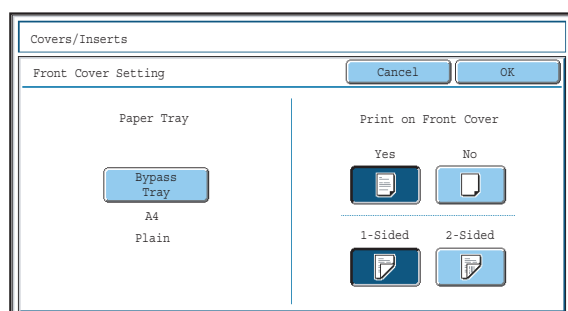 Covers/Inserts
Front Cover Setting
Cancel
OK
Paper Tray
Bypass
Tray
A4
Plain
Print on Front Cover
Yes
No
1-Sided
2-Sided